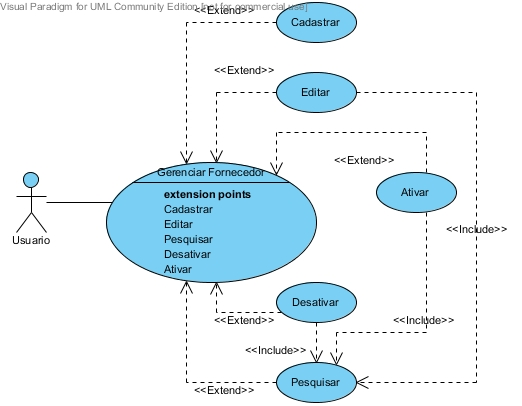 Visual Paradigm for UML Community Edition [not for commercial use]
<<Extend>>
Cadastrar
<<Extend>>
Editar
<<Extend>>
Gerenciar Fornecedor
extension points
Cadastrar
Editar
Pesquisar
Desativar
Ativar
Ativar
Usuario
<<Include>>
Desativar
<<Extend>>
<<Include>>
<<Include>>
Pesquisar
<<Extend>>